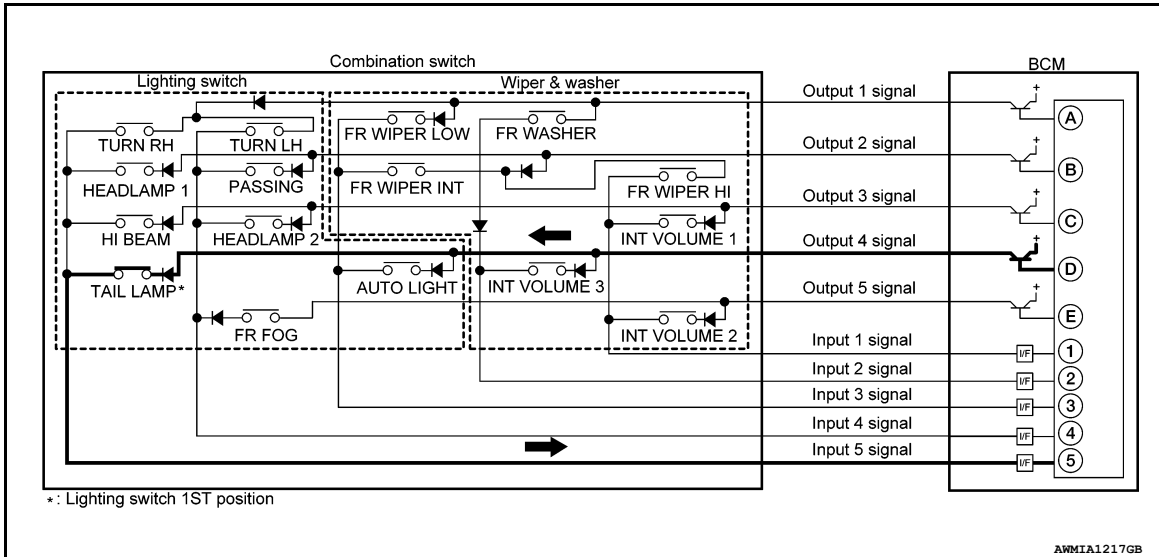 Combination switch
BCM
Lighting switch
Wiper & washer
Output 1 signal
+
A
TURN RH
TURN LH
FR WIPER LOW
FR WASHER
Output 2 signal
+
B
HEADLAMP 1
PASSING
FR WIPER INT
FR WIPER HI
Output 3 signal
+
C
HI BEAM
HEADLAMP 2
INT VOLUME 1
Output 4 signal
+
D
TAIL LAMP*
AUTO LIGHT
INT VOLUME 3
Output 5 signal
+
E
FR FOG
INT VOLUME 2
Input 1 signal
I/F
1
Input 2 signal
I/F
2
Input 3 signal
I/F
3
Input 4 signal
I/F
4
Input 5 signal
I/F
5
*: Lighting switch 1ST position
AWMIA1217GB